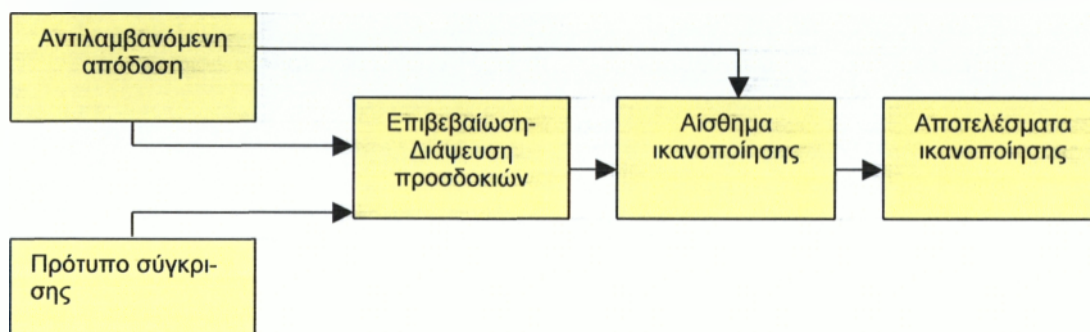 Αντιλαμβανόμενη
απόδοση
Επιβεβαίωση-
Διάψευση
προσδοκιών
Αίσθημα
ικανοποίησης
Αποτελέσματα
ικανοποίησης
Πρότυπο σύγκρι-
σης